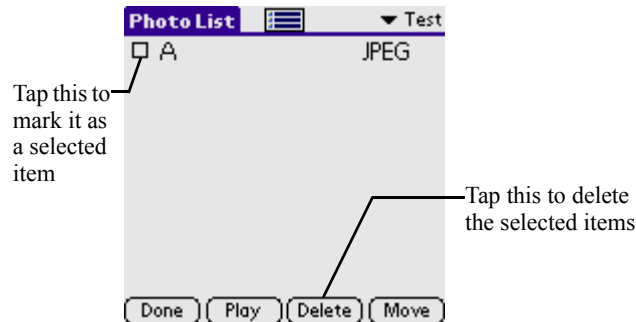 Photo List
Test
A
JPEG
Tap this to
mark it as
a selected
item
Tap this to delete
the selected items
Done
Play
Delete
Move